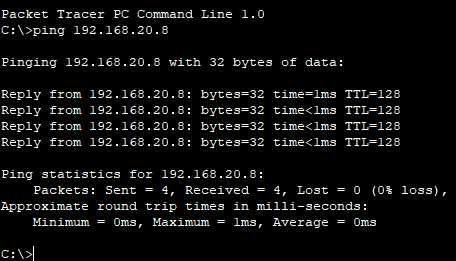 Packet Tracer PC Command Line 1.0
C:\>ping 192.168.20.8
Pinging 192.168.20.8 with 32 bytes of data:
Reply from 192.168.20.8: bytes=32 time=1ms TTL=128
Reply from 192.168.20.8: bytes=32 time<1ms TTL=128
Reply from 192.168.20.8: bytes=32 time<1ms TTL=128
Reply from 192.168.20.8: bytes=32 time<1ms TTL=128
Ping statistics for 192.168.20.8:
    Packets: Sent = 4, Received = 4, Lost = 0 (0% loss),
Approximate round trip times in milli-seconds:
    Minimum = 0ms, Maximum = 1ms, Average = 0ms
C:\>